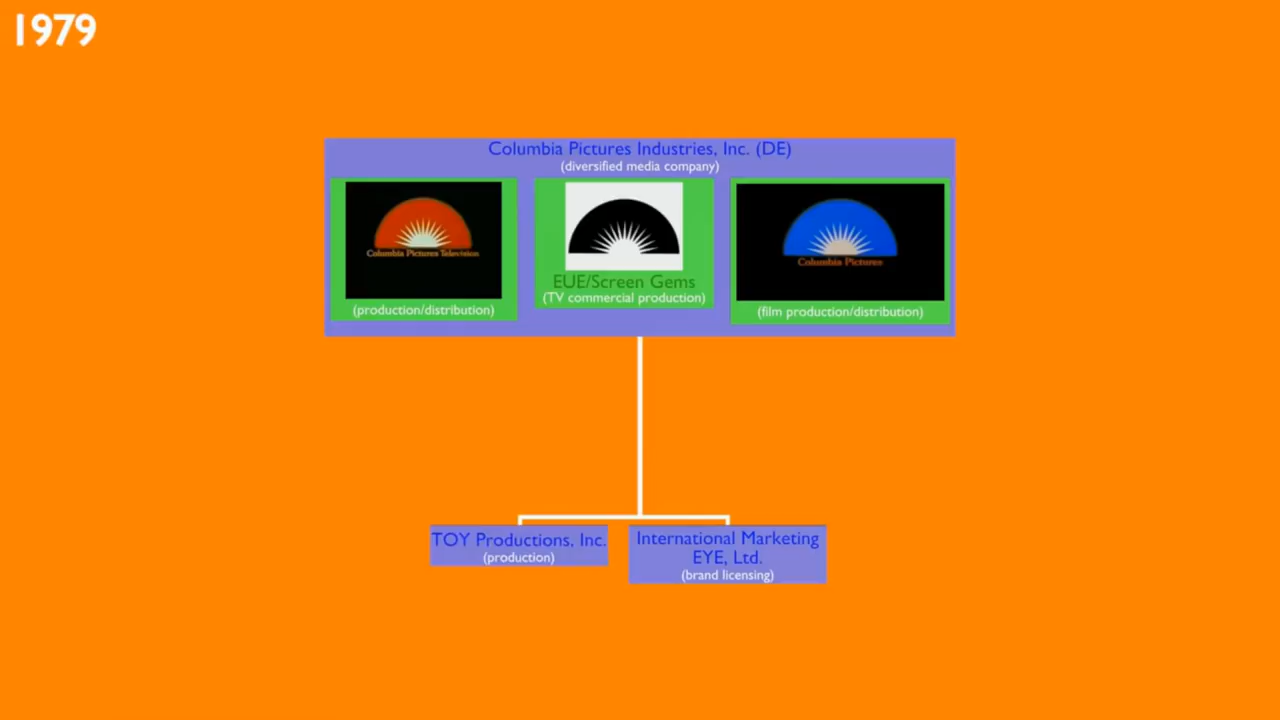 1979
Columbia Pictures Industries, Inc. (DE)
(diversified media company)
Columbia Pictures Television
(production/distribution)
EUE/Screen Gems
(TV commercial production)
Columbia Pictures
(film production/distribution)
TOY Productions, Inc.
(production)
International Marketing
EYE, Ltd.
(brand licensing)